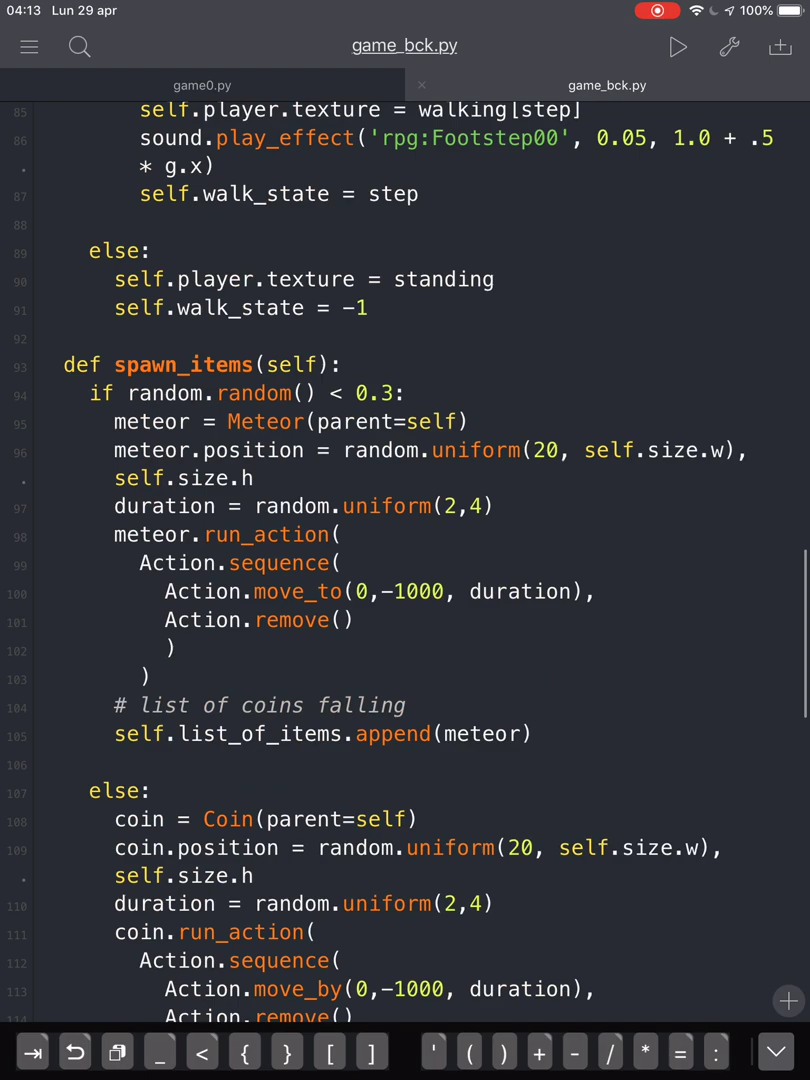 04:13 Lun 29 apr 100%
game_bck.py
game0.py × game_bck.py
85 self.player.texture = walking[step]
86 sound.play_effect('rpg:Footstep00', 0.05, 1.0 + .5
* g.x)
87 self.walk_state = step
88
89 else:
90 self.player.texture = standing
91 self.walk_state = -1
92
93 def spawn_items(self):
94 if random.random() < 0.3:
95 meteor = Meteor(parent=self)
96 meteor.position = random.uniform(20, self.size.w),
self.size.h
97 duration = random.uniform(2,4)
98 meteor.run_action(
99 Action.sequence(
100 Action.move_to(0,-1000, duration),
101 Action.remove()
102 )
103 )
104 # list of coins falling
105 self.list_of_items.append(meteor)
106
107 else:
108 coin = Coin(parent=self)
109 coin.position = random.uniform(20, self.size.w),
self.size.h
110 duration = random.uniform(2,4)
111 coin.run_action(
112 Action.sequence(
113 Action.move_by(0,-1000, duration),
114 Action.remove()
_ < { } [ ] ' ( ) + - / * = :